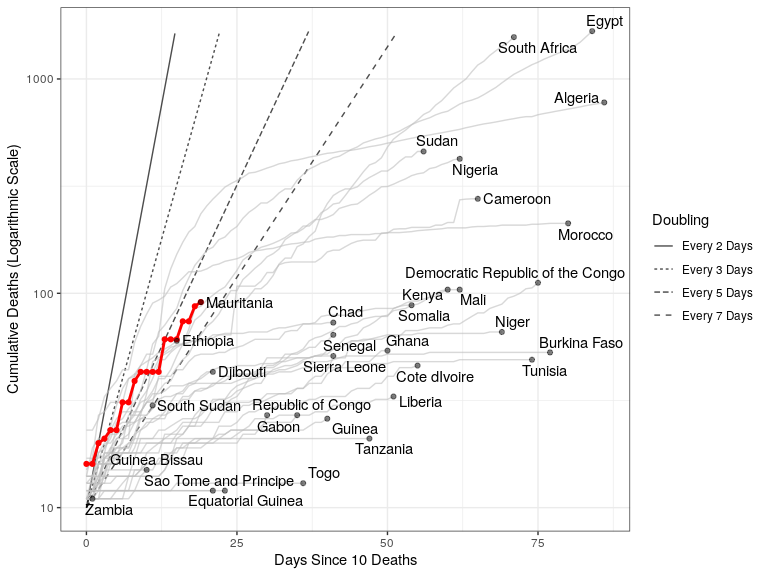 Egypt
South Africa
1000
Algeria
Sudan
Nigeria
Cameroon
Morocco
Democratic Republic of the Congo
100
Kenya
Mali
Mauritania
Somalia
Chad
Niger
Ethiopia
Senegal
Ghana
Burkina Faso
Sierra Leone
Djibouti
Tunisia
Cote dIvoire
South Sudan
Republic of Congo
Liberia
Gabon
Guinea
Tanzania
Guinea Bissau
Togo
Sao Tome and Principe
Equatorial Guinea
10
Zambia
0
25
50
75
Days Since 10 Deaths
Cumulative Deaths (Logarithmic Scale)
Doubling
Every 2 Days
Every 3 Days
Every 5 Days
Every 7 Days